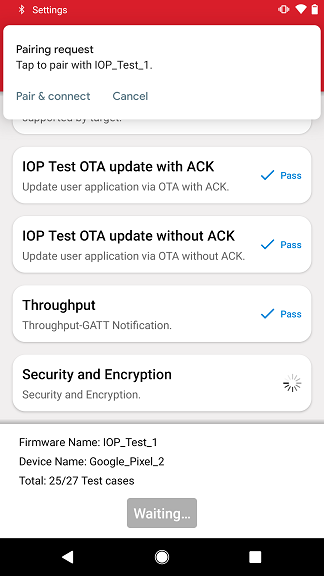 Settings
Pairing request
Tap to pair with IOP_Test_1.
Pair & connect Cancel
supported by target.
IOP Test OTA update with ACK
Update user application via OTA with ACK.
Pass
IOP Test OTA update without ACK
Update user application via OTA without ACK.
Pass
Throughput
Throughput-GATT Notification.
Pass
Security and Encryption
Security and Encryption.
Firmware Name: IOP_Test_1
Device Name: Google_Pixel_2
Total: 25/27 Test cases
Waiting...